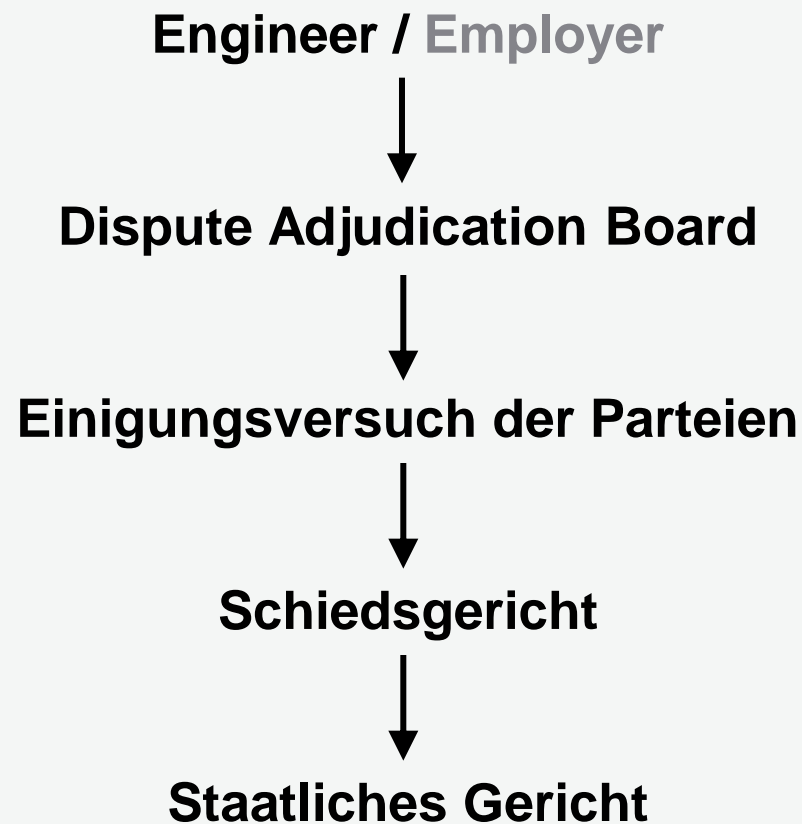 Engineer / Employer
Dispute Adjudication Board
Einigungsversuch der Parteien
Schiedsgericht
Staatliches Gericht